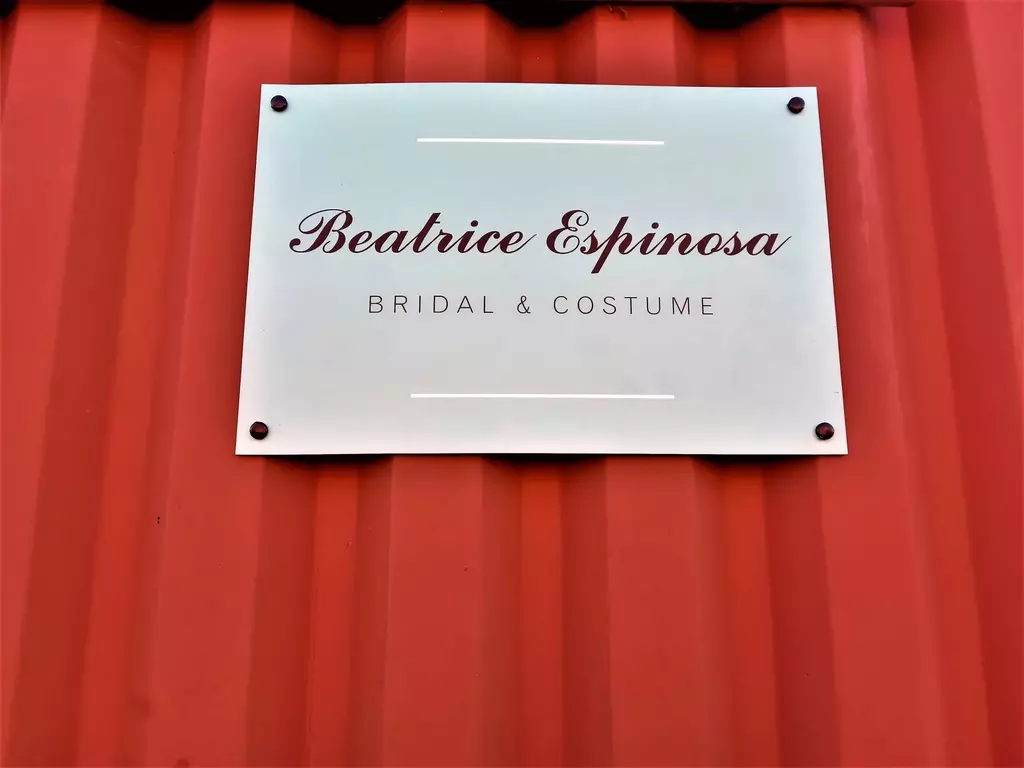 Beatrice Espinosa
BRIDAL & COSTUME